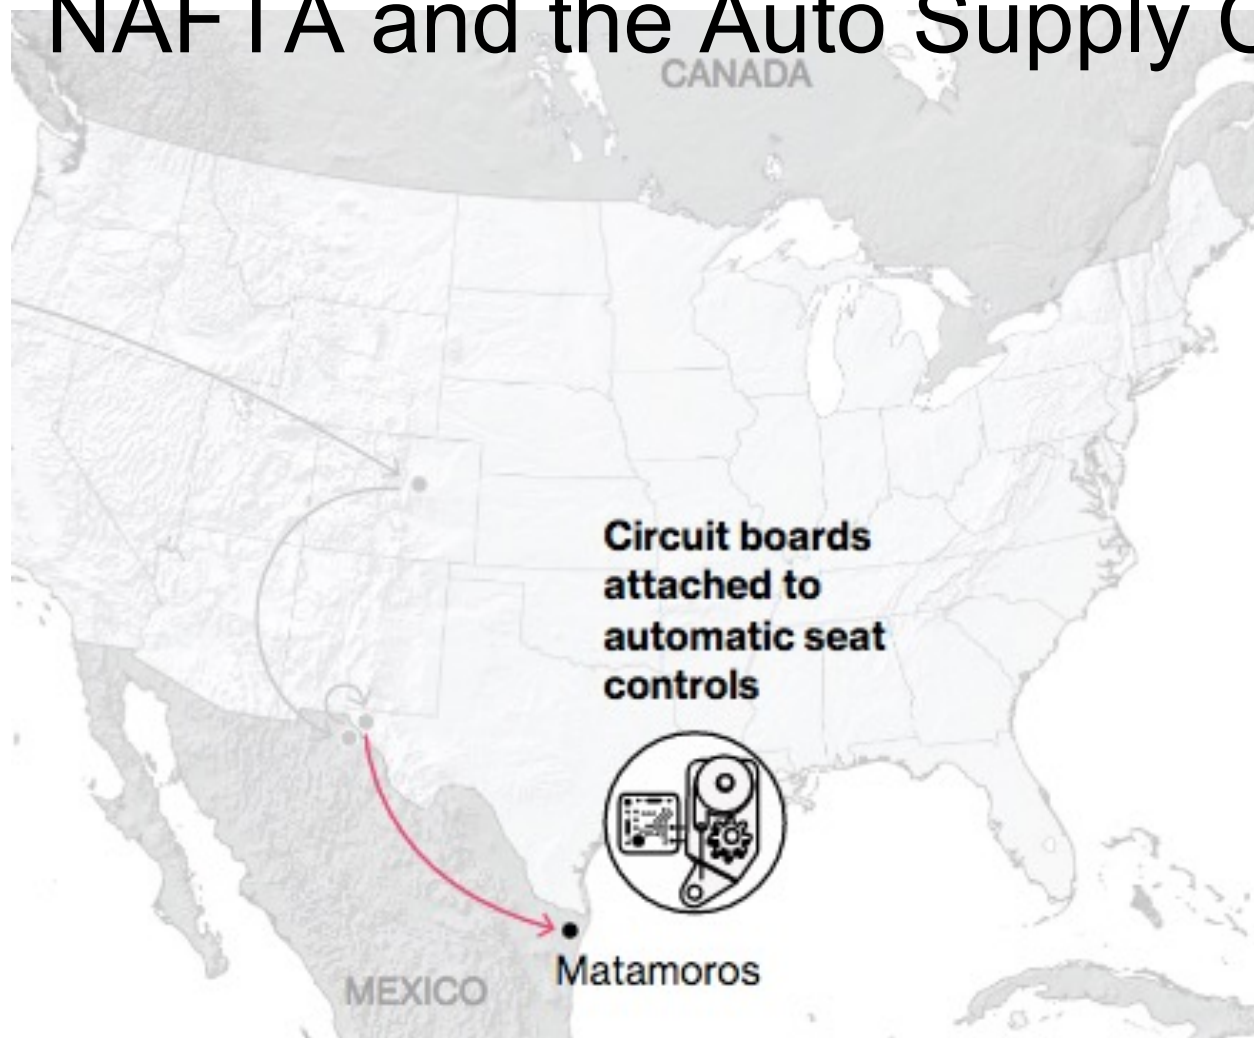 NAFTA and the Auto Supply
CANADA
Circuit boards
attached to
automatic seat
controls
Matamoros
MEXICO